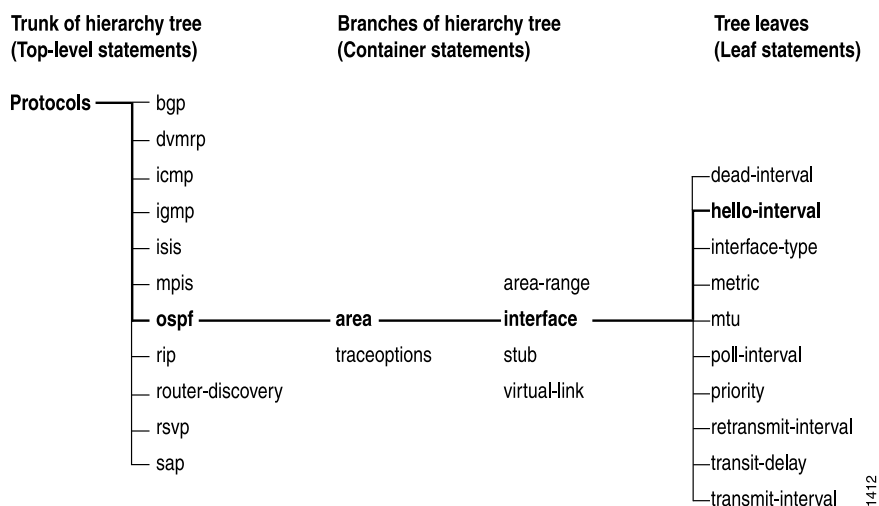 Trunk of hierarchy tree
(Top-level statements)
Branches of hierarchy tree
(Container statements)
Tree leaves
(Leaf statements)
Protocols
bgp
dvmrp
icmp
igmp
isis
mpis
ospf
rip
router-discovery
rsvp
sap
area
traceoptions
area-range
interface
stub
virtual-link
dead-interval
hello-interval
interface-type
metric
mtu
poll-interval
priority
retransmit-interval
transit-delay
transmit-interval
1412